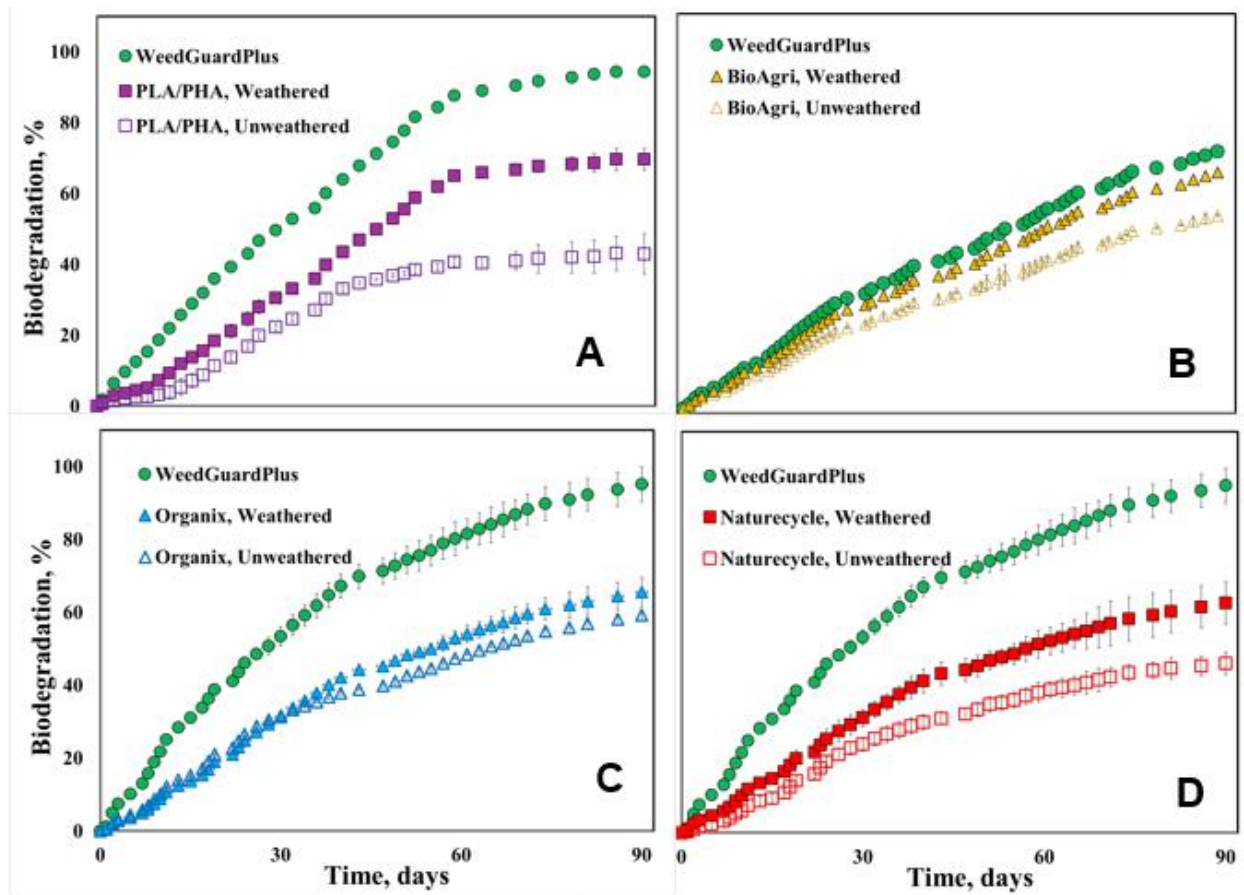 100
80
60
40
20
0
Biodegradation, %
WeedGuardPlus
PLA/PHA, Weathered
PLA/PHA, Unweathered
A
WeedGuardPlus
BioAgri, Weathered
BioAgri, Unweathered
B
100
80
60
40
20
0
Biodegradation, %
WeedGuardPlus
Organix, Weathered
Organix, Unweathered
C
0
30
60
90
Time, days
WeedGuardPlus
Naturecycle, Weathered
Naturecycle, Unweathered
D
0
30
60
90
Time, days